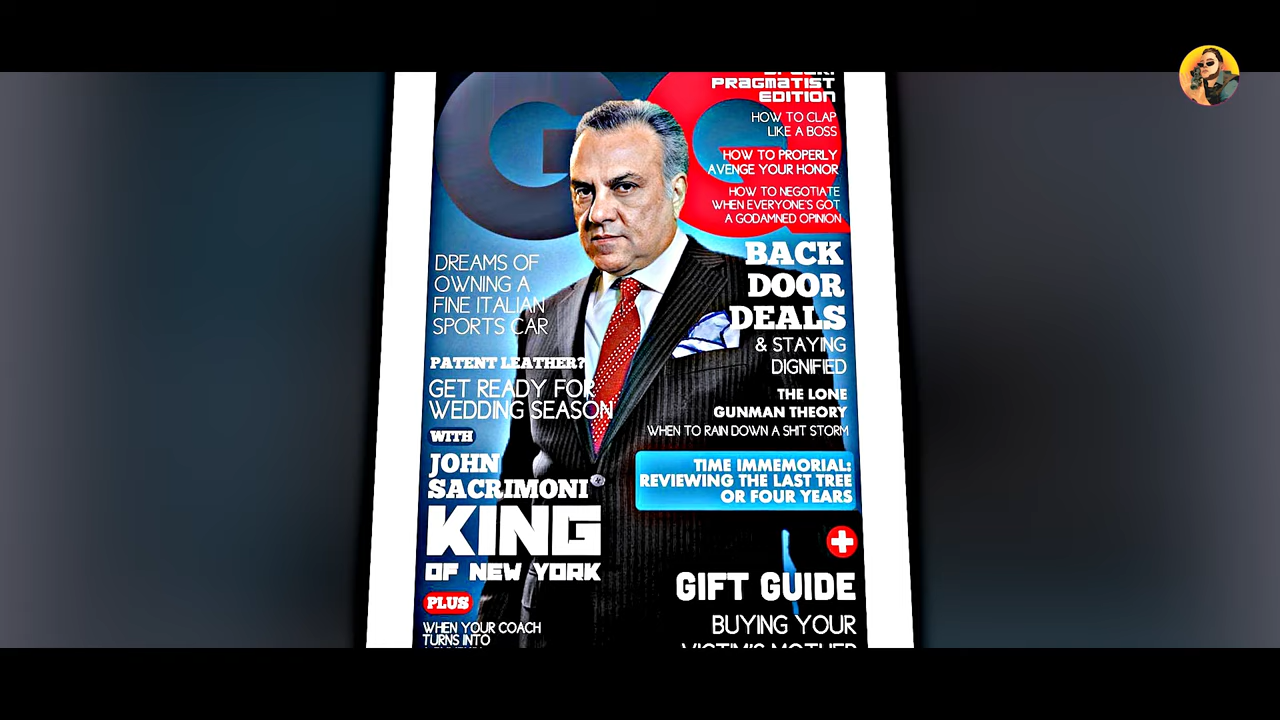 GQ
PRAGMATIST
EDITION
HOW TO CLAP
LIKE A BOSS
HOW TO PROPERLY
AVENGE YOUR HONOR
HOW TO NEGOTIATE
WHEN EVERYONE'S GOT
A GODAMNED OPINION
BACK
DOOR
DEALS
& STAYING
DIGNIFIED
THE LONE
GUNMAN THEORY
WHEN TO RAIN DOWN A SHIT STORM
TIME IMMEMORIAL:
REVIEWING THE LAST TREE
OR FOUR YEARS
GIFT GUIDE
BUYING YOUR
VICTIM'S MOTHER
DREAMS OF
OWNING A
FINE ITALIAN
SPORTS CAR
PATENT LEATHER?
GET READY FOR
WEDDING SEASON
WITH
JOHN
SACRIMONI
KING
OF NEW YORK
PLUS
WHEN YOUR COACH
TURNS INTO